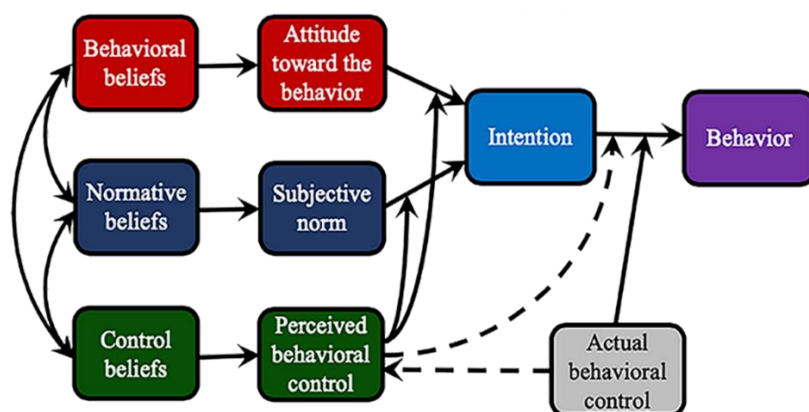 Behavioral
beliefs
Attitude
toward the
behavior
Intention
Behavior
Normative
beliefs
Subjective
norm
Control
beliefs
Perceived
behavioral
control
Actual
behavioral
control